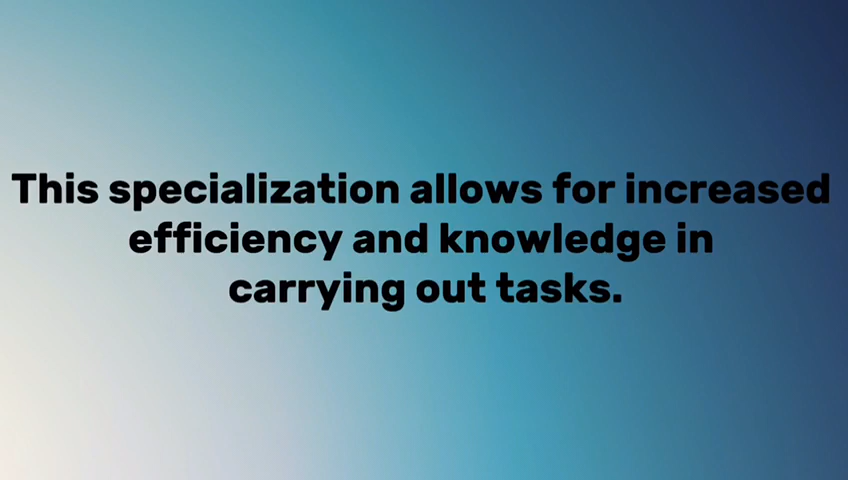 This specialization allows for increased
efficiency and knowledge in
carrying out tasks.